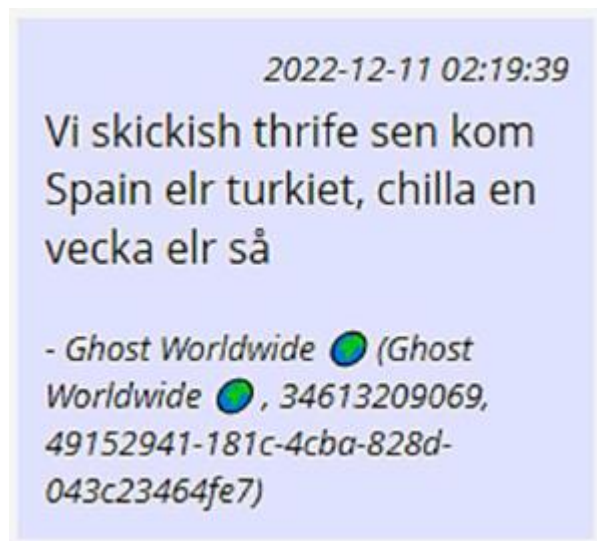 2022-12-11 02:19:39
Vi skickish thrife sen kom
Spain elr turkiet, chilla en
vecka elr så
- Ghost Worldwide 🌍 (Ghost
Worldwide 🌍 , 34613209069,
49152941-181c-4cba-828d-
043c23464fe7)